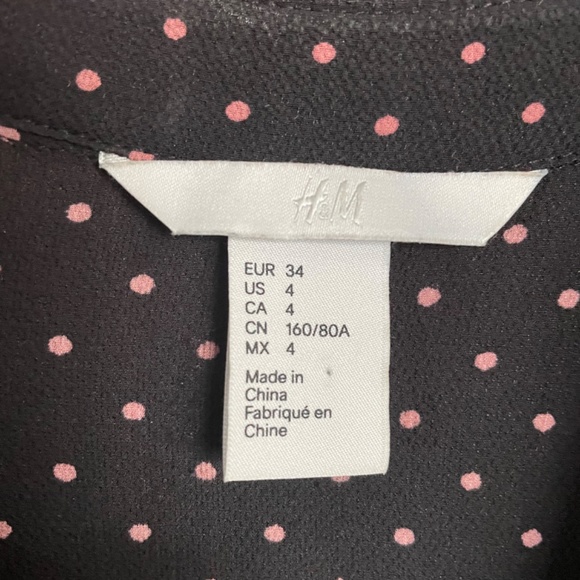 H&M
EUR 34
US 4
CA 4
CN 160/80A
MX 4
Made in
China
Fabriqué en
Chine